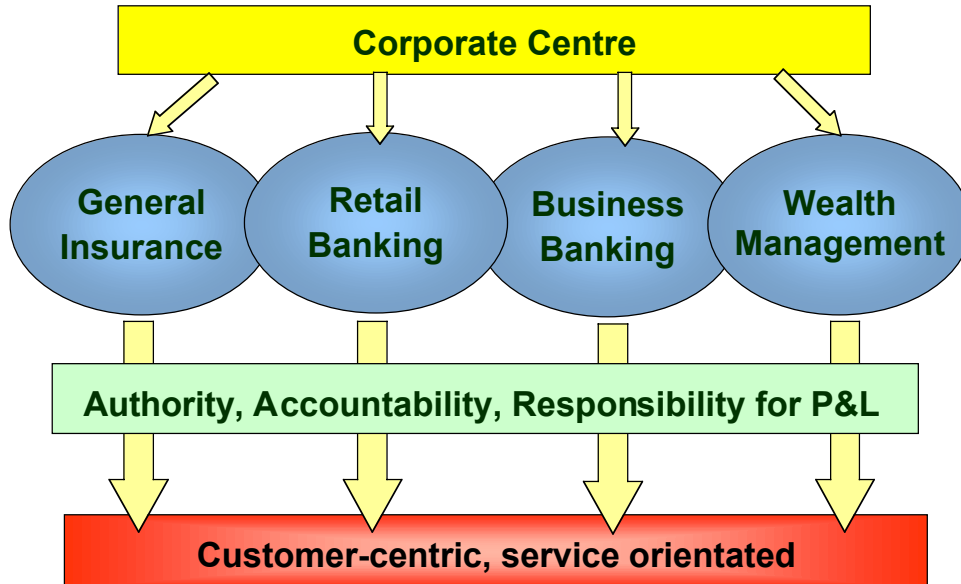 Corporate Centre
General
Insurance
Retail
Banking
Business
Banking
Wealth
Management
Authority, Accountability, Responsibility for P&L
Customer-centric, service orientated